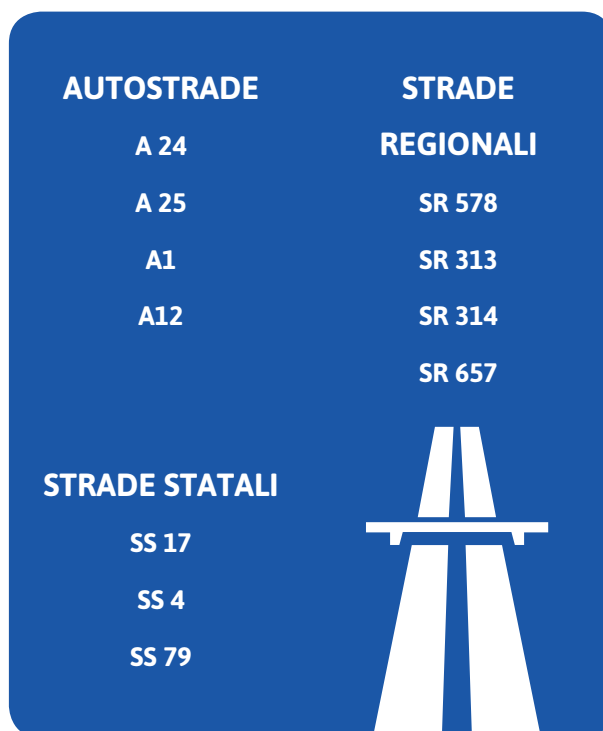 AUTOSTRADE
A 24
A 25
A1
A12
STRADE STATALI
SS 17
SS 4
SS 79
STRADE
REGIONALI
SR 578
SR 313
SR 314
SR 657